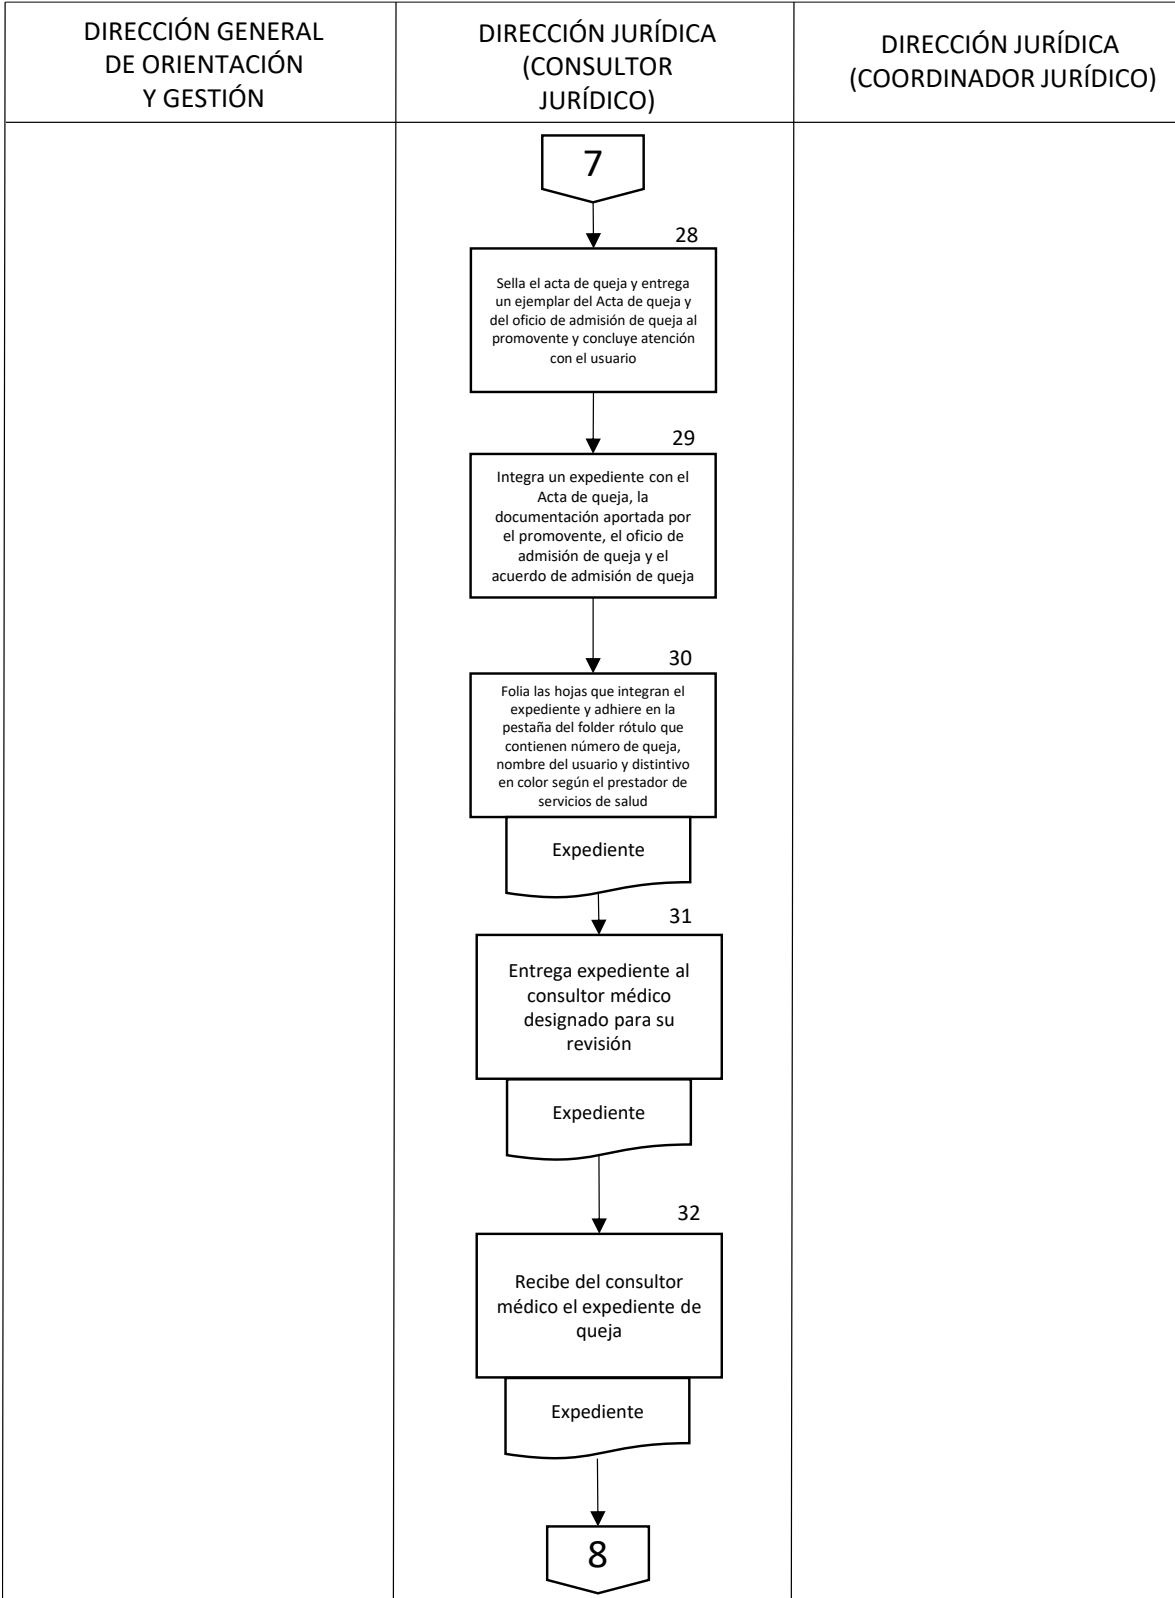 DIRECCIÓN GENERAL
DE ORIENTACIÓN
Y GESTIÓN
DIRECCIÓN JURÍDICA
(CONSULTOR
JURÍDICO)
DIRECCIÓN JURÍDICA
(COORDINADOR JURÍDICO)
7
28
Sella el acta de queja y entrega
un ejemplar del Acta de queja y
del oficio de admisión de queja al
promovente y concluye atención
con el usuario
29
Integra un expediente con el
Acta de queja, la
documentación aportada por
el promovente, el oficio de
admisión de queja y el
acuerdo de admisión de queja
30
Folia las hojas que integran el
expediente y adhiere en la
pestaña del folder rótulo que
contienen número de queja,
nombre del usuario y distintivo
en color según el prestador de
servicios de salud
Expediente
31
Entrega expediente al
consultor médico
designado para su
revisión
Expediente
32
Recibe del consultor
médico el expediente de
queja
Expediente
8